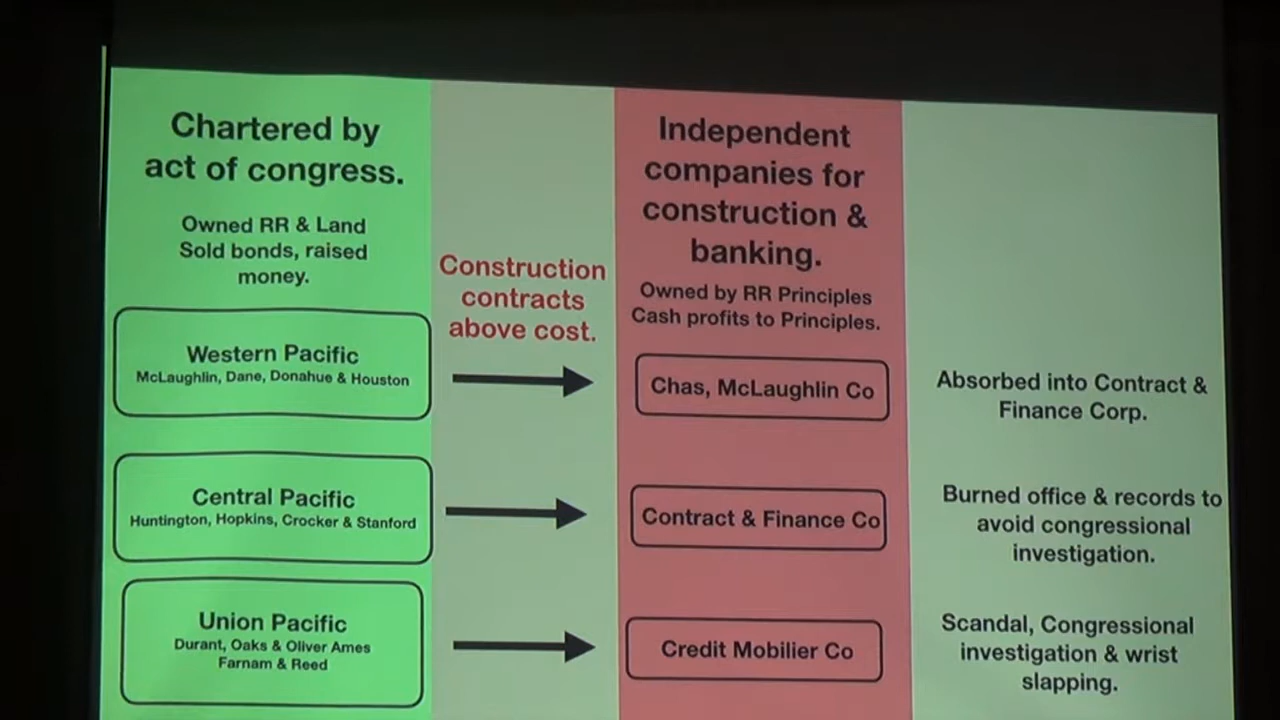 Chartered by
act of congress.
Owned RR & Land
Sold bonds, raised
money.
Western Pacific
McLaughlin, Dane, Donahue & Houston
Central Pacific
Huntington, Hopkins, Crocker & Stanford
Union Pacific
Durant, Oaks & Oliver Ames
Farnam & Reed
Construction
contracts
above cost.
Independent
companies for
construction &
banking.
Owned by RR Principles
Cash profits to Principles.
Chas, McLaughlin Co
Contract & Finance Co
Credit Mobilier Co
Absorbed into Contract &
Finance Corp.
Burned office & records to
avoid congressional
investigation.
Scandal, Congressional
investigation & wrist
slapping.